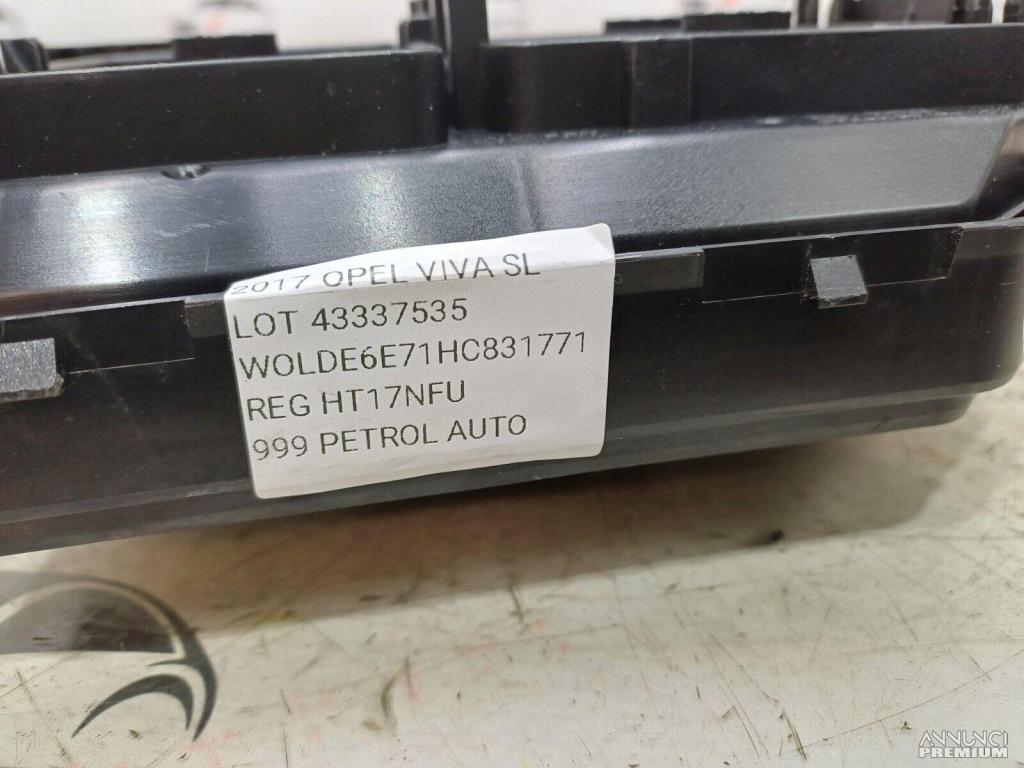 2017 OPEL VIVA SL
LOT 43337535
WOLDE6E71HC831771
REG HT17NFU
999 PETROL AUTO
ANNUNCI
PREMIUM